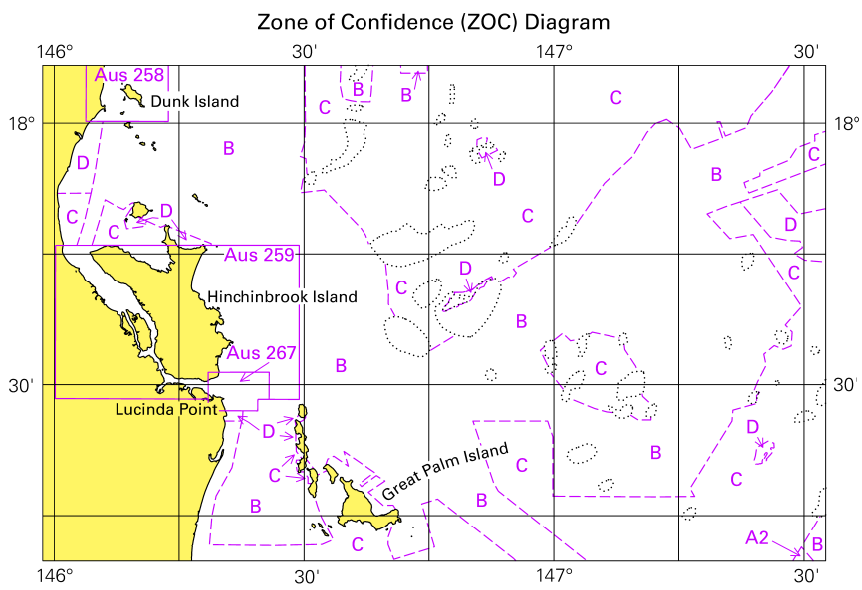 Zone of Confidence (ZOC) Diagram
146° 30' 147° 30'
Aus 258
B B C C
Dunk Island
18° 18°
D B C
D B
C D C D
C
Aus 259
D C
C
Hinchinbrook Island
B
Aus 267
B C
30' 30'
Lucinda Point
D D
Great Palm Island
C C B C
B B
C A2 B
146° 30' 147° 30'